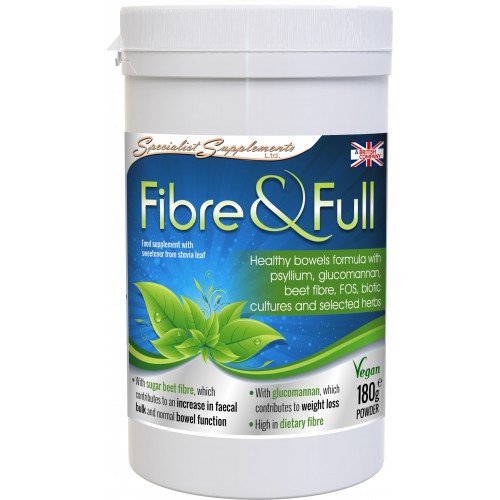 Specialist Supplements
Ltd.
A BRITISH
COMPANY
Fibre & Full
Food supplement with
sweetener from stevia leaf
Healthy bowels formula with
psyllium, glucomannan,
beet fibre, FOS, biotic
cultures and selected herbs
• With sugar beet fibre, which
contributes to an increase in faecal
bulk and normal bowel function
• With glucomannan, which
contributes to weight loss
• High in dietary fibre
Vegan
180g e
POWDER